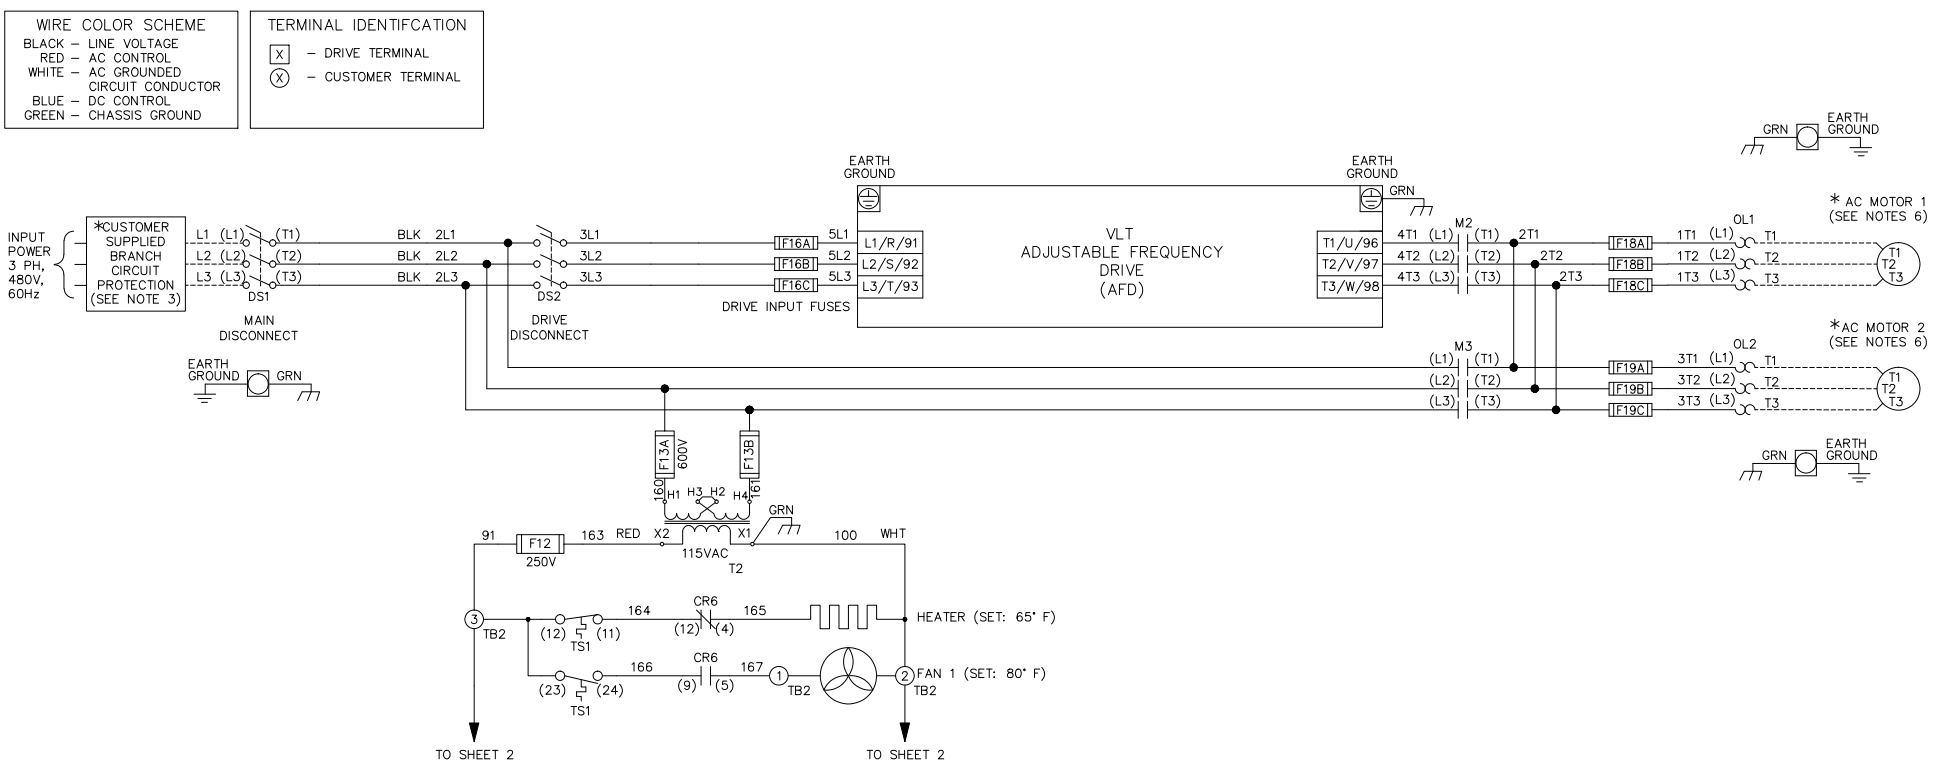 WIRE COLOR SCHEME
BLACK – LINE VOLTAGE
RED – AC CONTROL
WHITE – AC GROUNDED
CIRCUIT CONDUCTOR
BLUE – DC CONTROL
GREEN – CHASSIS GROUND
TERMINAL IDENTIFCATION
X – DRIVE TERMINAL
X – CUSTOMER TERMINAL
INPUT
POWER
3 PH,
480V,
60Hz
*CUSTOMER
SUPPLIED
BRANCH
CIRCUIT
PROTECTION
(SEE NOTE 3)
L1 (L1) (T1) BLK 2L1
L2 (L2) (T2) BLK 2L2
L3 (L3) (T3) BLK 2L3
DS1
MAIN
DISCONNECT
EARTH
GROUND
GRN
3L1
3L2
3L3
DS2
DRIVE
DISCONNECT
F16A 5L1
F16B 5L2
F16C 5L3
DRIVE INPUT FUSES
EARTH
GROUND
L1/R/91
L2/S/92
L3/T/93
VLT
ADJUSTABLE FREQUENCY
DRIVE
(AFD)
EARTH
GROUND
GRN
T1/U/96
T2/V/97
T3/W/98
M2
4T1 (L1) (T1) 2T1
4T2 (L2) (T2) 2T2
4T3 (L3) (T3) 2T3
F18A
F18B
F18C
OL1
1T1 (L1) T1
1T2 (L2) T2
1T3 (L3) T3
GRN
EARTH
GROUND
* AC MOTOR 1
(SEE NOTES 6)
T1
T2
T3
M3
(L1) (T1)
(L2) (T2)
(L3) (T3)
F19A
F19B
F19C
OL2
3T1 (L1) T1
3T2 (L2) T2
3T3 (L3) T3
*AC MOTOR 2
(SEE NOTES 6)
T1
T2
T3
GRN
EARTH
GROUND
F13A
600V
F13B
160
161
H1 H3 H2 H4
GRN
91
F12
250V
163 RED X2
X1
115VAC
T2
100 WHT
3
TB2
(12) (11)
TS1
164
CR6
(12) (4)
165
HEATER (SET: 65° F)
(23) (24)
TS1
166
CR6
(9) (5)
167
1
TB2
2
TB2
FAN 1 (SET: 80° F)
TO SHEET 2
TO SHEET 2